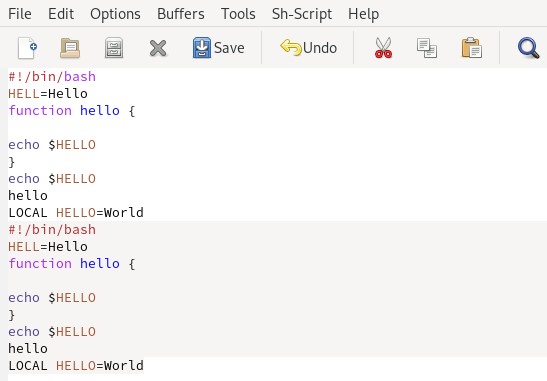 File Edit Options Buffers Tools Sh-Script Help
Save Undo
#!/bin/bash
HELL=Hello
function hello {
echo $HELLO
}
echo $HELLO
hello
LOCAL HELLO=World
#!/bin/bash
HELL=Hello
function hello {
echo $HELLO
}
echo $HELLO
hello
LOCAL HELLO=World